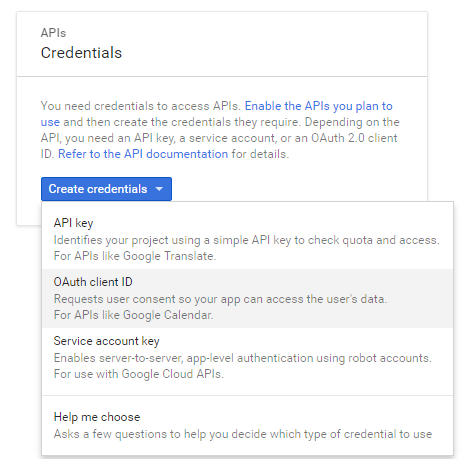 APIs
Credentials
You need credentials to access APIs. Enable the APIs you plan to
use and then create the credentials they require. Depending on the
API, you need an API key, a service account, or an OAuth 2.0 client
ID. Refer to the API documentation for details.
Create credentials
API key
Identifies your project using a simple API key to check quota and access.
For APIs like Google Translate.
OAuth client ID
Requests user consent so your app can access the user's data.
For APIs like Google Calendar.
Service account key
Enables server-to-server, app-level authentication using robot accounts.
For use with Google Cloud APIs.
Help me choose
Asks a few questions to help you decide which type of credential to use